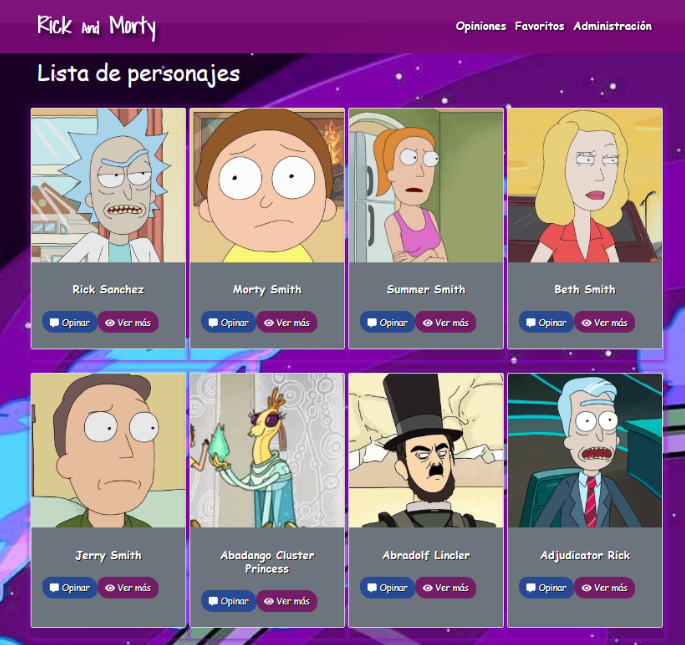 Rick And Morty
Opiniones Favoritos Administración
Lista de personajes
Rick Sanchez
Opinar Ver más
Morty Smith
Opinar Ver más
Summer Smith
Opinar Ver más
Beth Smith
Opinar Ver más
Jerry Smith
Opinar Ver más
Abadango Cluster
Princess
Opinar Ver más
Abradolf Lincler
Opinar Ver más
Adjudicator Rick
Opinar Ver más